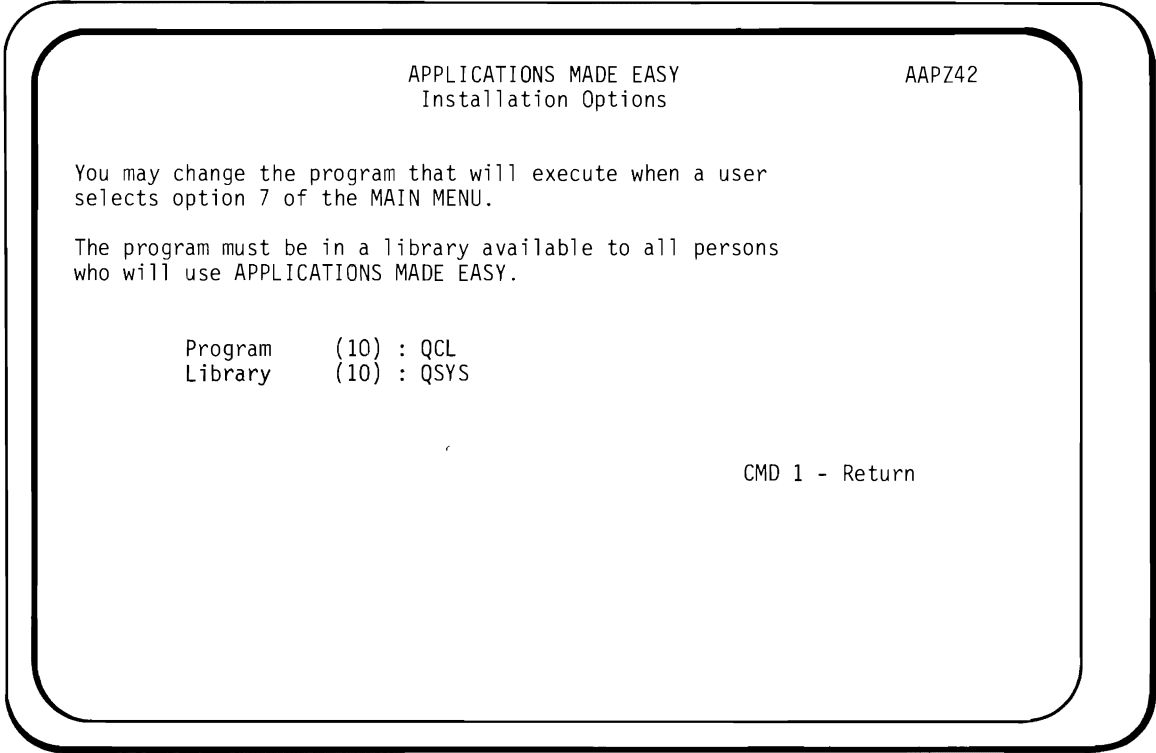 APPLICATIONS MADE EASY AAPZ42
Installation Options
You may change the program that will execute when a user
selects option 7 of the MAIN MENU.
The program must be in a library available to all persons
who will use APPLICATIONS MADE EASY.
Program (10) : QCL
Library (10) : QSYS
CMD 1 - Return